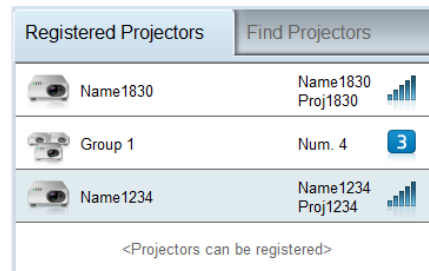 Registered Projectors Find Projectors
Name1830 Name1830
Proj1830
Group 1 Num. 4 3
Name1234 Name1234
Proj1234
<Projectors can be registered>